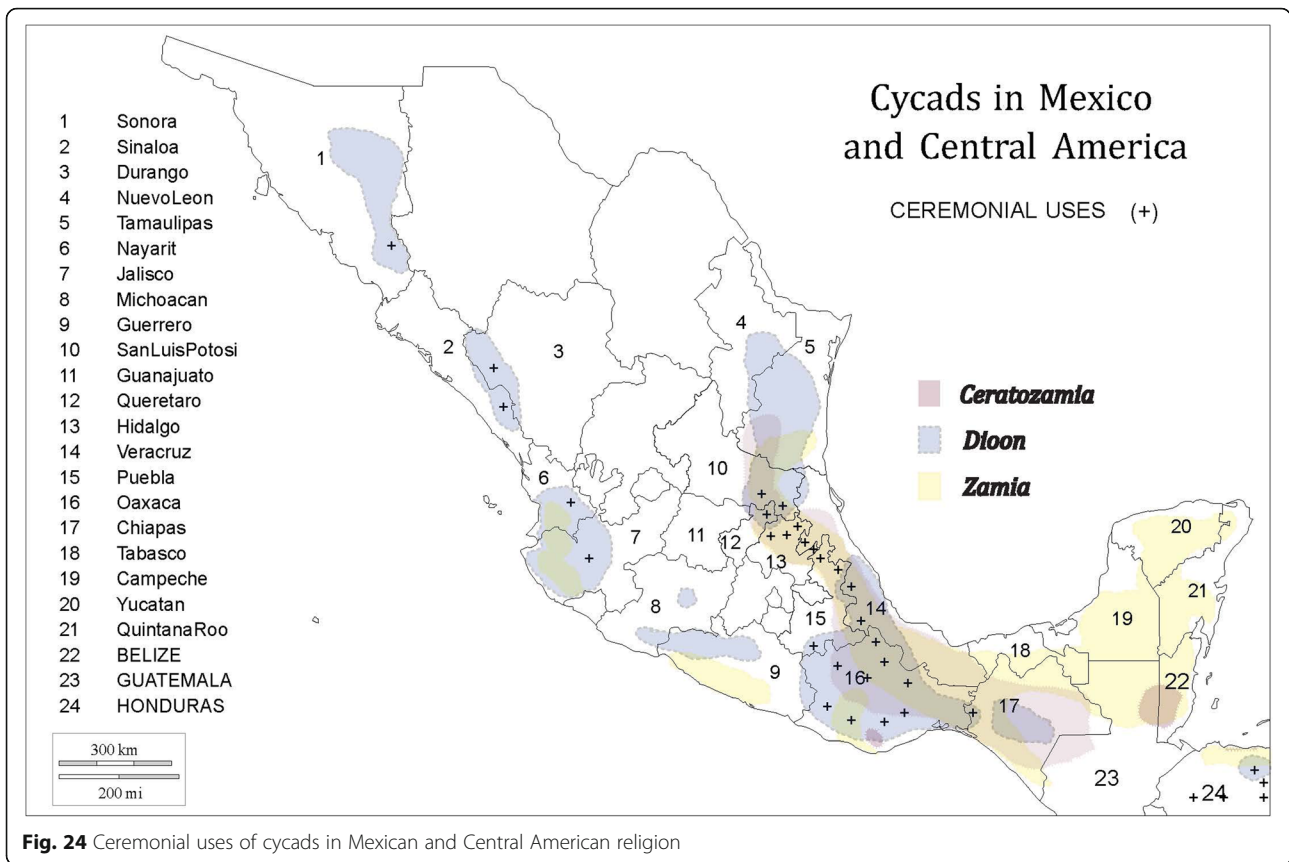 Cycads in Mexico
and Central America
CEREMONIAL USES (+)
1 Sonora
2 Sinaloa
3 Durango
4 NuevoLeon
5 Tamaulipas
6 Nayarit
7 Jalisco
8 Michoacan
9 Guerrero
10 SanLuisPotosi
11 Guanajuato
12 Queretaro
13 Hidalgo
14 Veracruz
15 Puebla
16 Oaxaca
17 Chiapas
18 Tabasco
19 Campeche
20 Yucatan
21 QuintanaRoo
22 BELIZE
23 GUATEMALA
24 HONDURAS
1
2
3
4
5
6
7
8
9
10
11
12
13
14
15
16
17
18
19
20
21
22
23
24
Ceratozamia
Dioon
Zamia
300 km
200 mi
Fig. 24 Ceremonial uses of cycads in Mexican and Central American religion